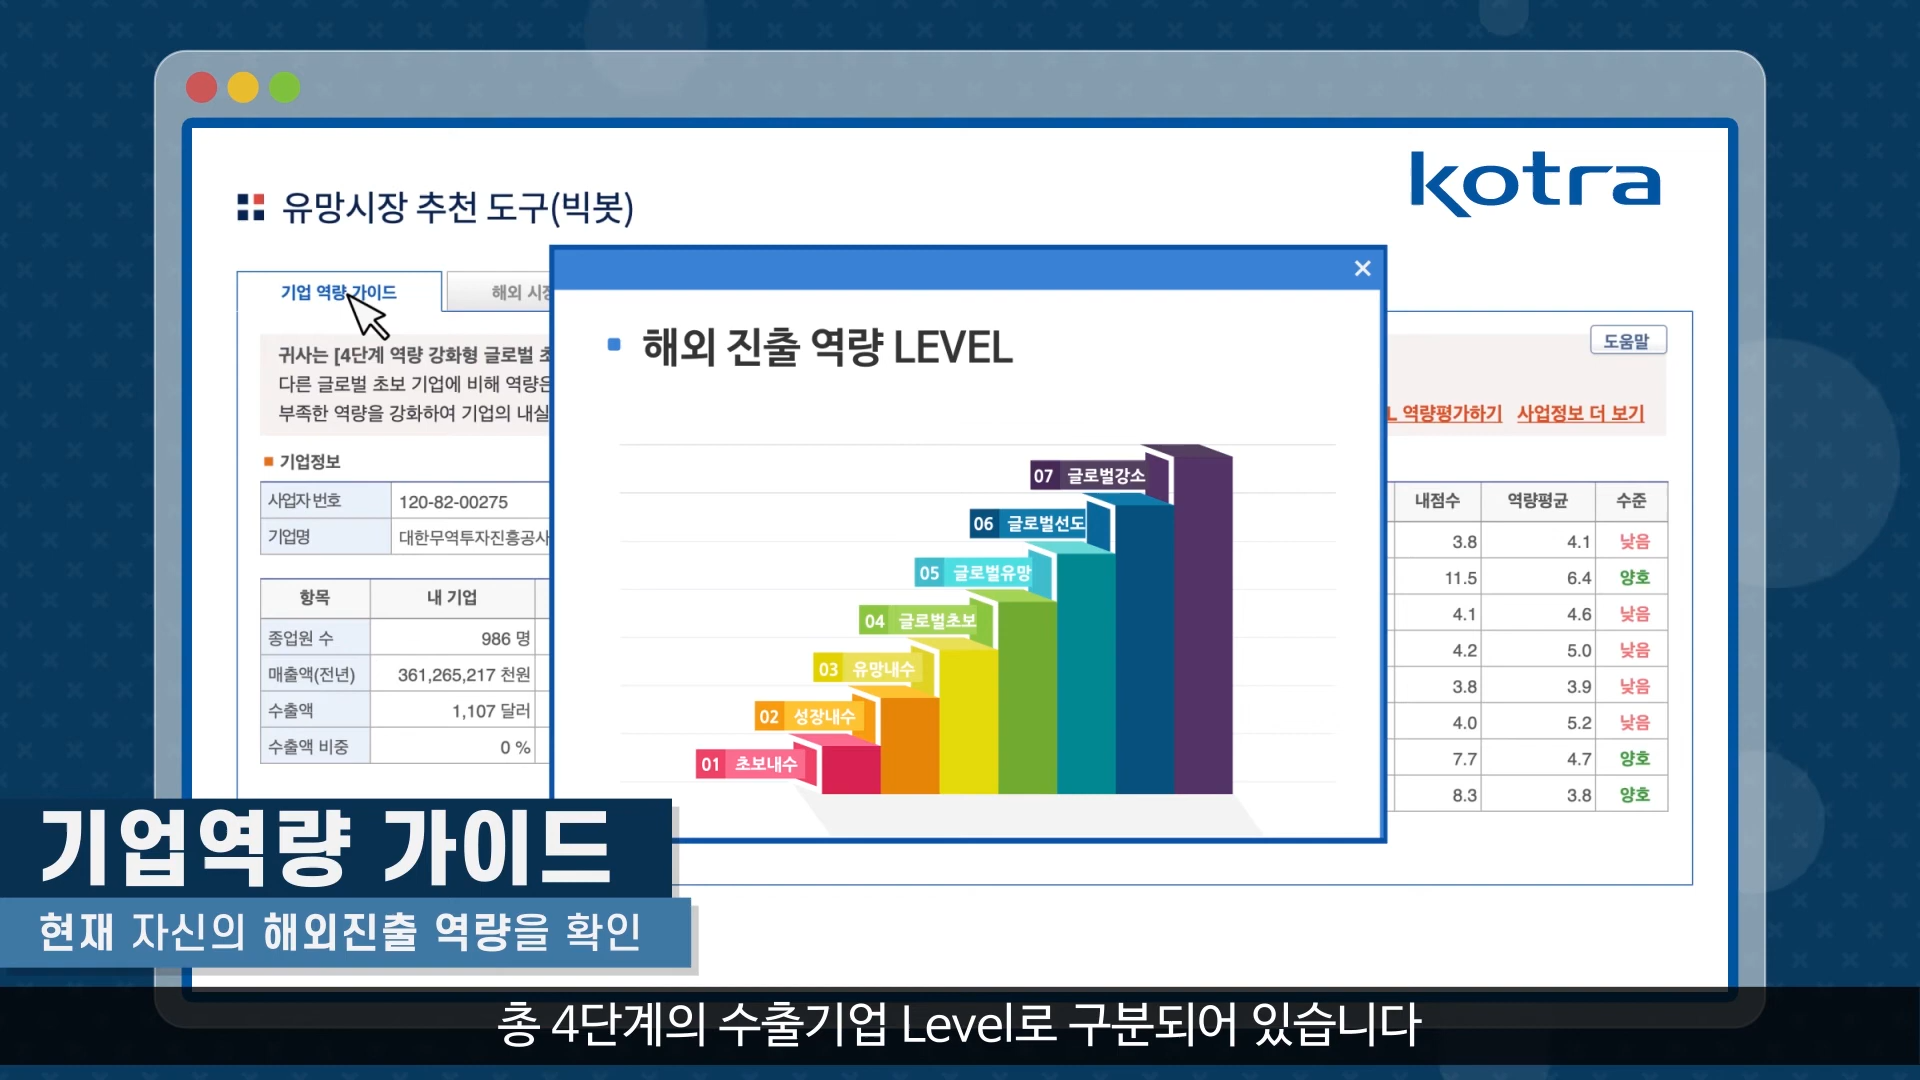 kotra
유망시장 추천 도구(빅봇)
기업 역량 가이드
해외 시장
귀사는 [4단계 역량 강화형 글로벌 초
다른 글로벌 초보 기업에 비해 역량은
부족한 역량을 강화하여 기업의 내실
기업정보
사업자번호 120-82-00275
기업명 대한무역투자진흥공사
항목 내 기업
종업원 수 986 명
매출액(전년) 361,265,217 천원
수출액 1,107 달러
수출액 비중 0 %
해외 진출 역량 LEVEL
07 글로벌강소
06 글로벌선도
05 글로벌유망
04 글로벌초보
03 유망내수
02 성장내수
01 초보내수
도움말
L 역량평가하기 사업정보 더 보기
내점수 역량평균 수준
3.8 4.1 낮음
11.5 6.4 양호
4.1 4.6 낮음
4.2 5.0 낮음
3.8 3.9 낮음
4.0 5.2 낮음
7.7 4.7 양호
8.3 3.8 양호
기업역량 가이드
현재 자신의 해외진출 역량을 확인
총 4단계의 수출기업 Level로 구분되어 있습니다